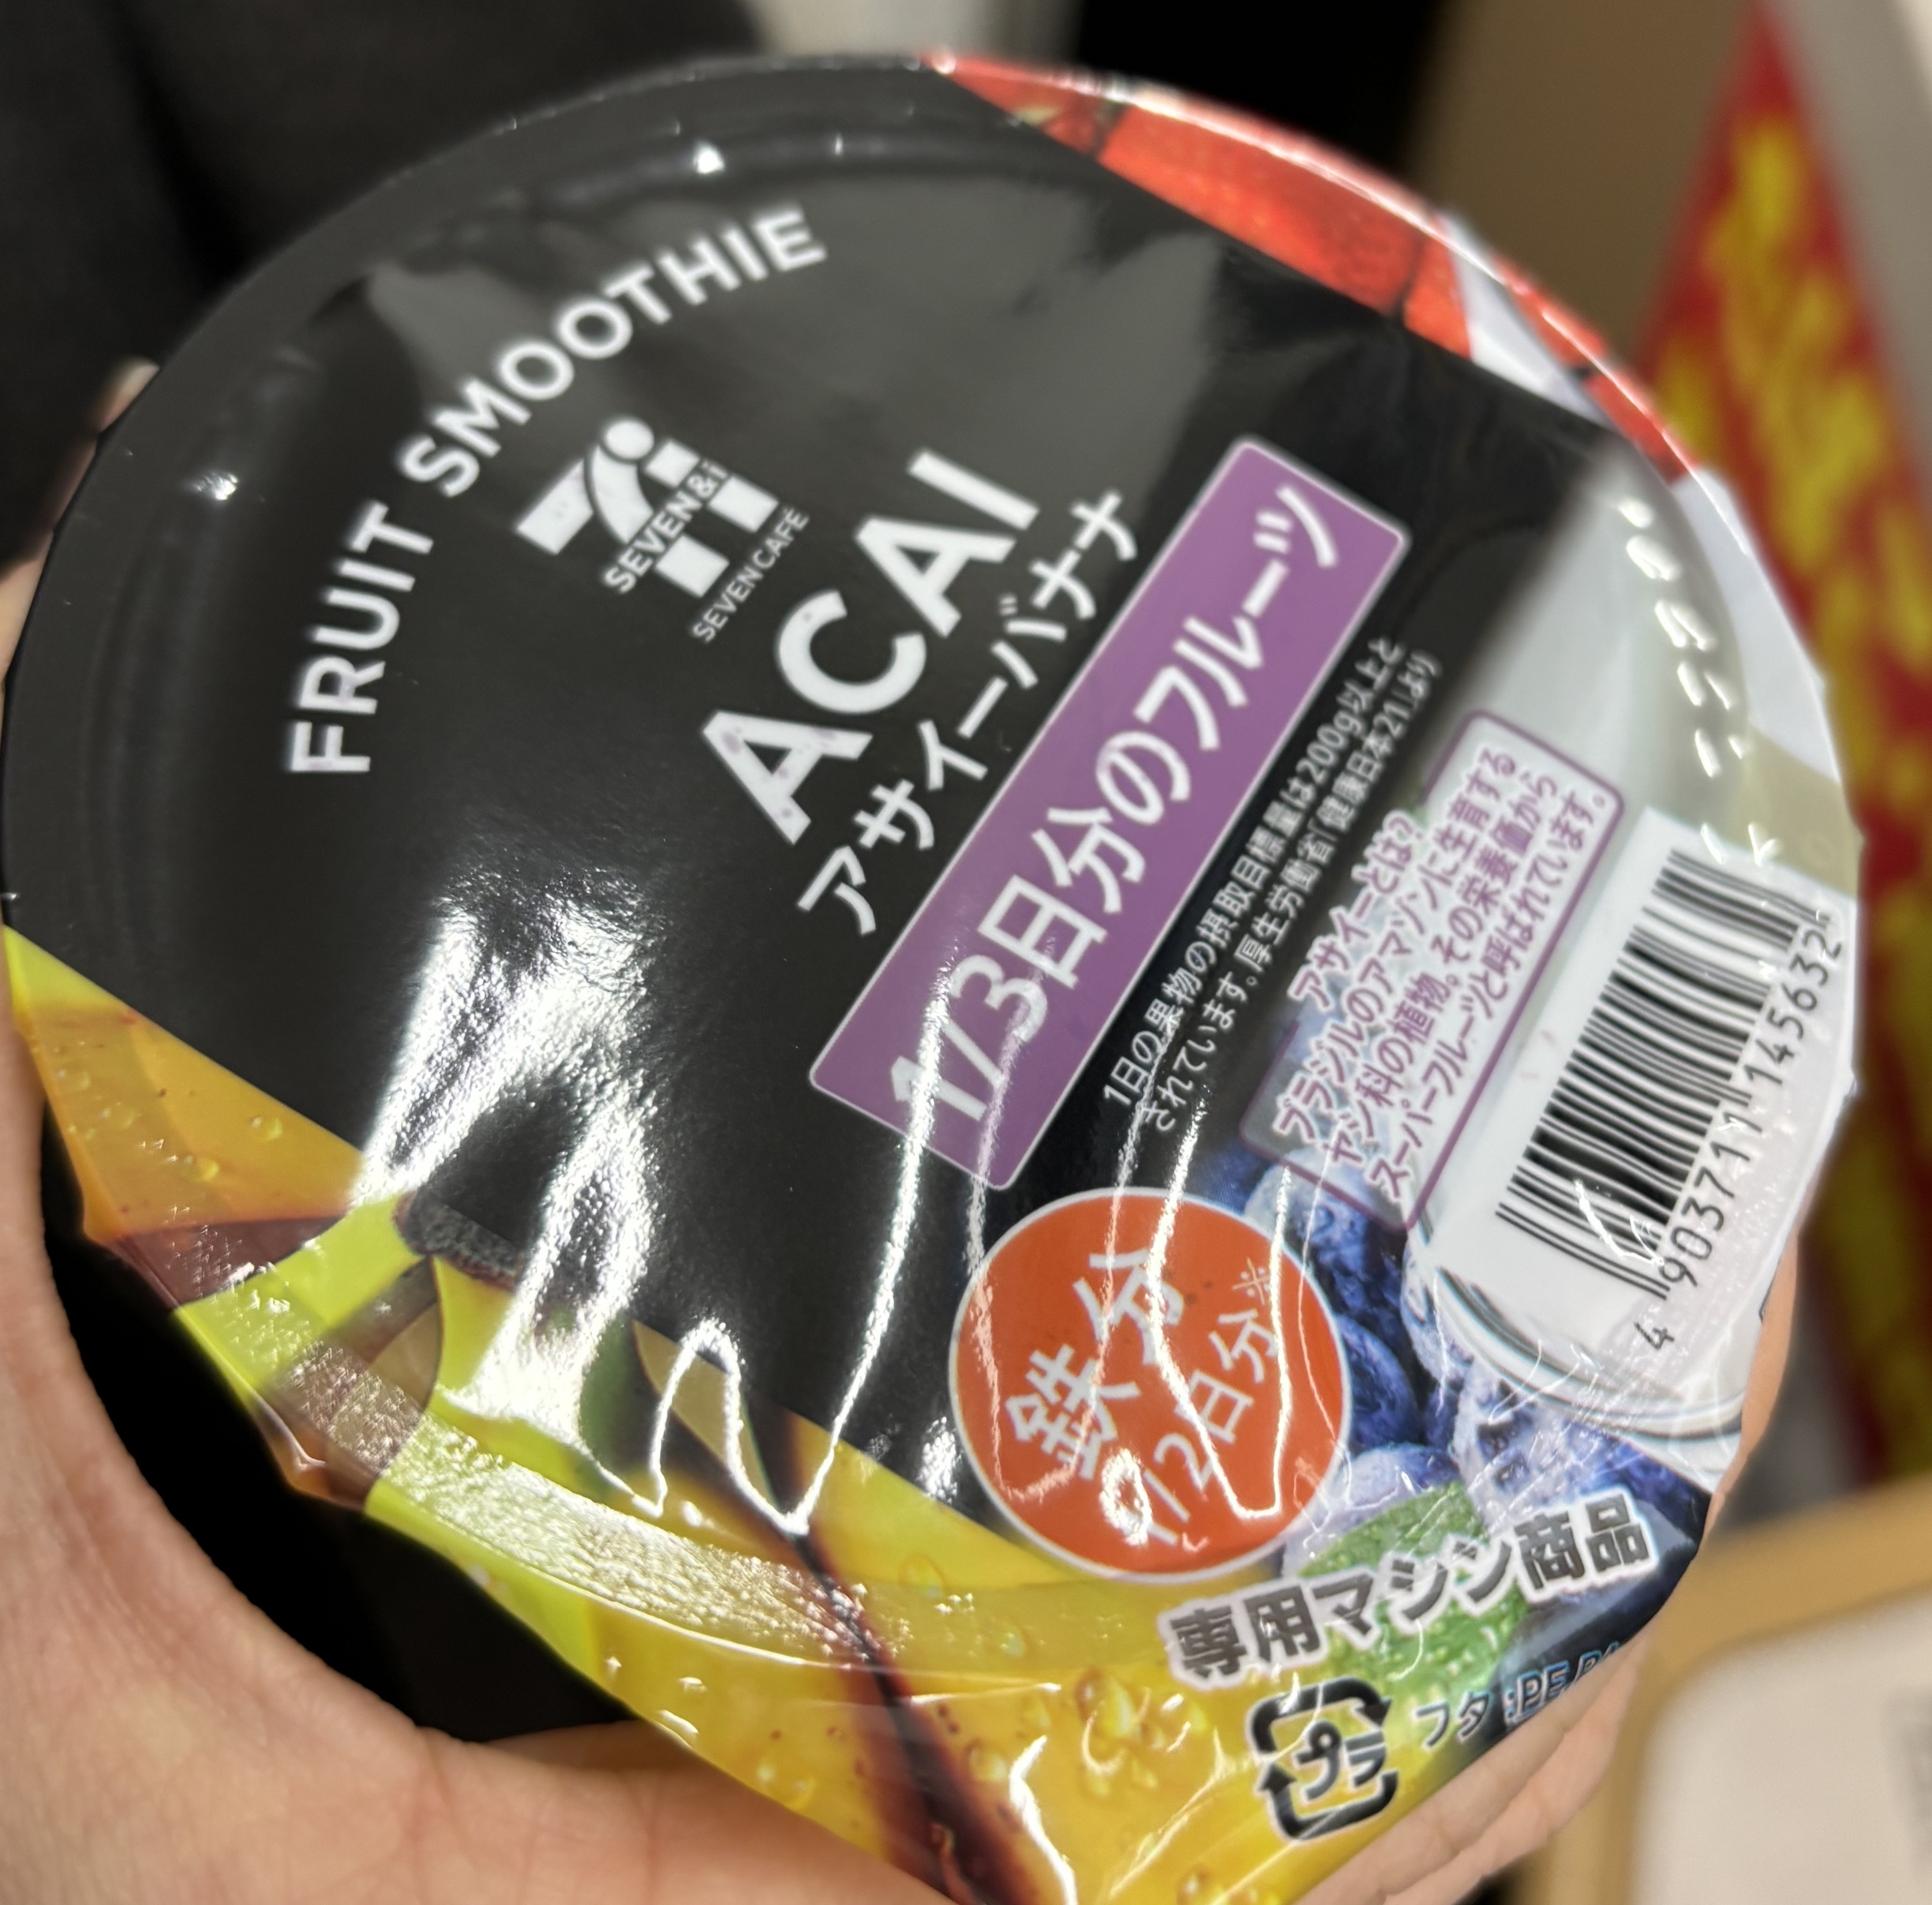 FRUIT SMOOTHIE
SEVEN&i
SEVEN CAFÉ
ACAI
アサイーバナナ
1/3日分のフルーツ
1日の果物の摂取目標量は200g以上と
されています。厚生労働省「健康日本21」より
アサイーとは?
ブラジルのアマゾンに生育する
ヤシ科の植物。その栄養価から
スーパーフルーツと呼ばれています。
4 903711 145632
鉄分
1/2日分※
専用マシン商品
プラ
フタ:PE,